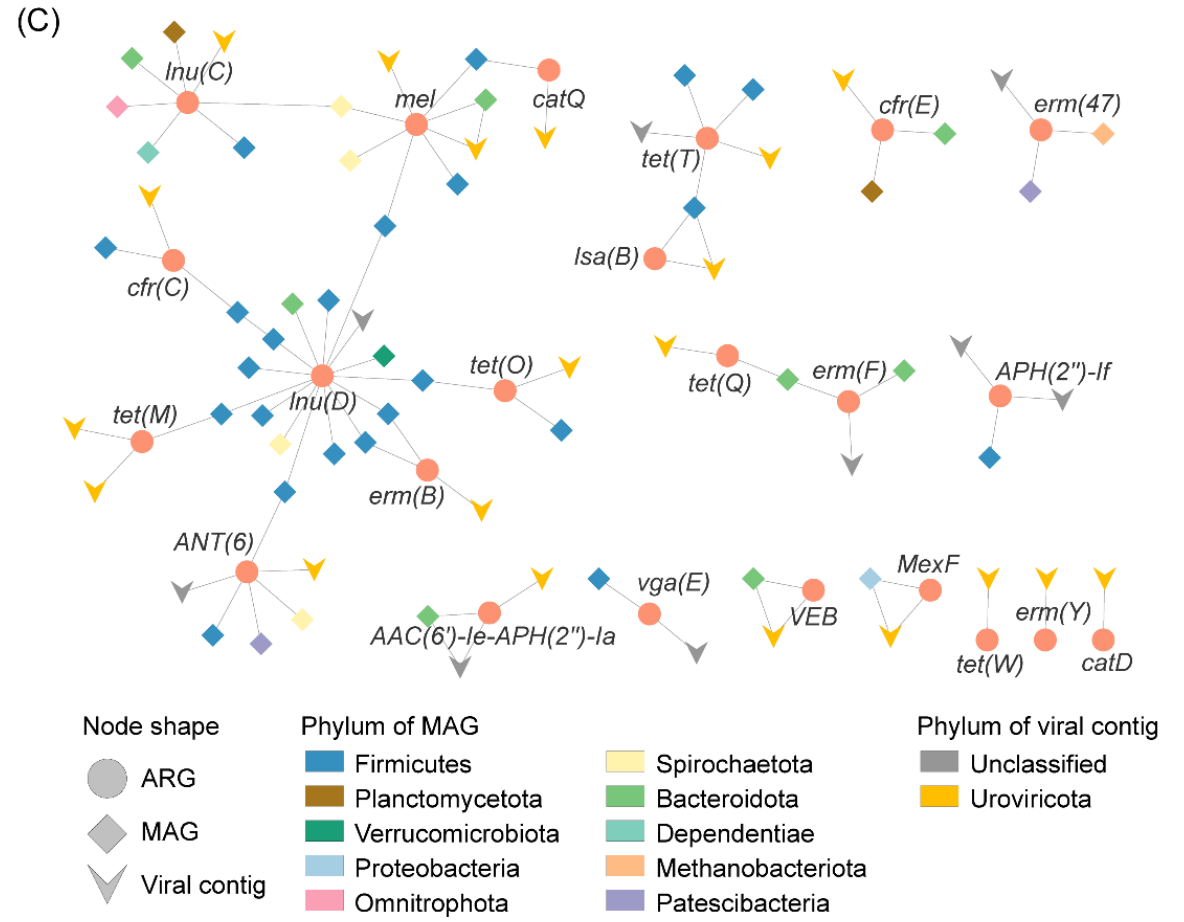 (C)
lnu(C)
mel
catQ
tet(T)
cfr(E)
erm(47)
lsa(B)
cfr(C)
tet(O)
lnu(D)
tet(M)
erm(B)
tet(Q)
erm(F)
APH(2")-If
ANT(6)
AAC(6')-Ie-APH(2")-Ia
vga(E)
VEB
MexF
tet(W)
erm(Y)
catD
Node shape
ARG
MAG
Viral contig
Phylum of MAG
Firmicutes
Planctomycetota
Verrucomicrobiota
Proteobacteria
Omnitrophota
Spirochaetota
Bacteroidota
Dependentiae
Methanobacteriota
Patescibacteria
Phylum of viral contig
Unclassified
Uroviricota